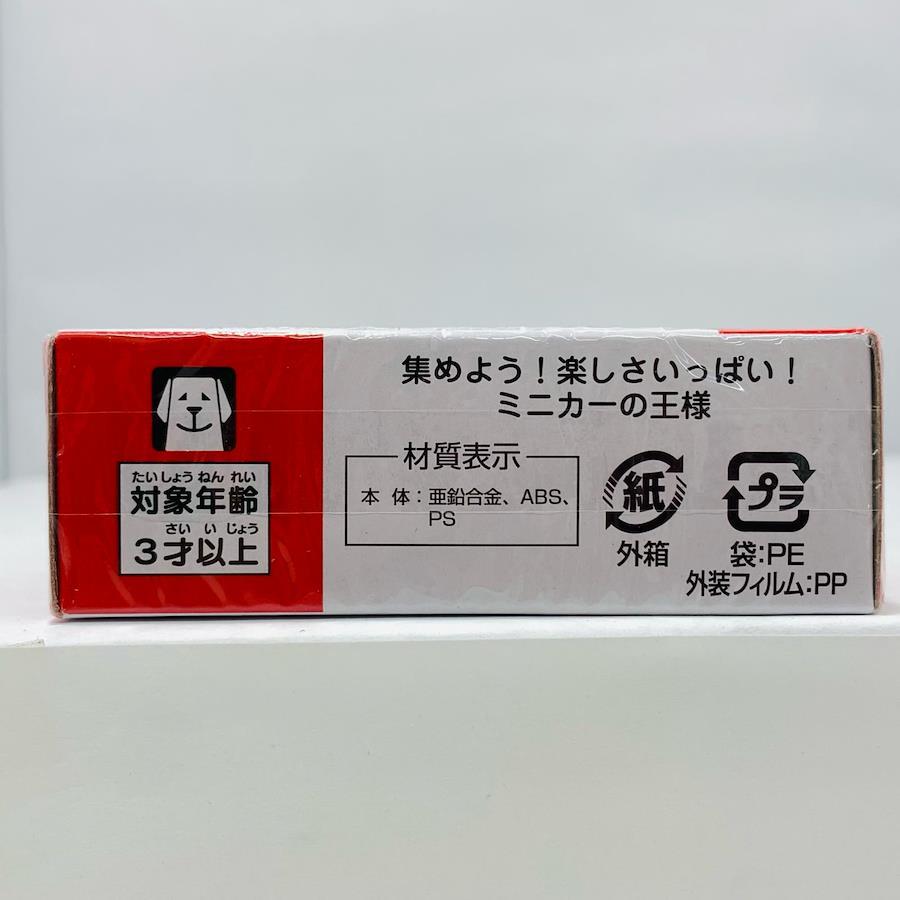 集めよう！楽しさいっぱい！
ミニカーの王様
たいしょうねんれい
対象年齢
さいいじょう
3才以上
材質表示
本体：亜鉛合金、ABS、
PS
紙
外箱
プラ
袋:PE
外装フィルム:PP